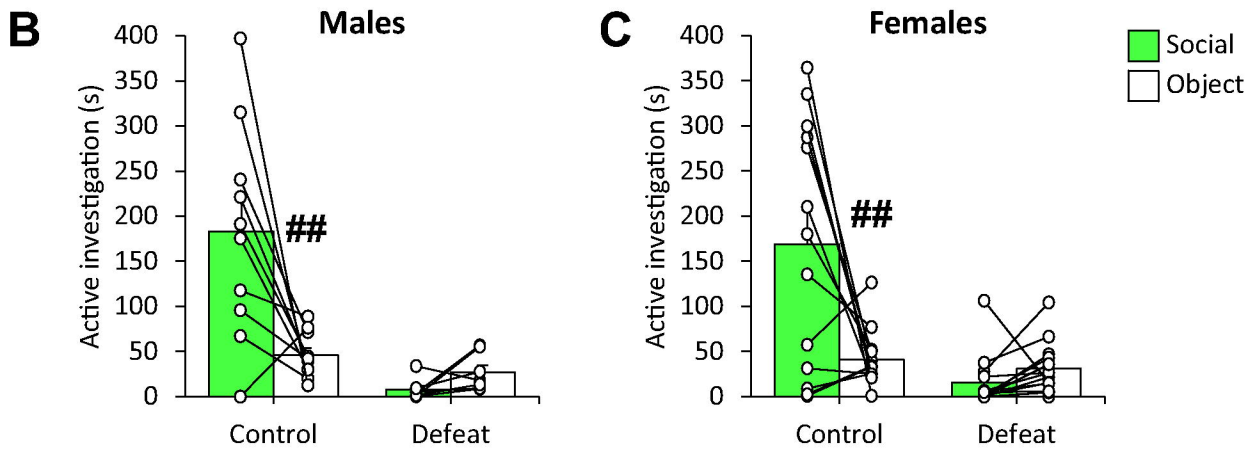 B
Males
Active investigation (s)
400
350
300
250
200
150
100
50
0
##
Control
Defeat
C
Females
Active investigation (s)
400
350
300
250
200
150
100
50
0
##
Control
Defeat
Social
Object